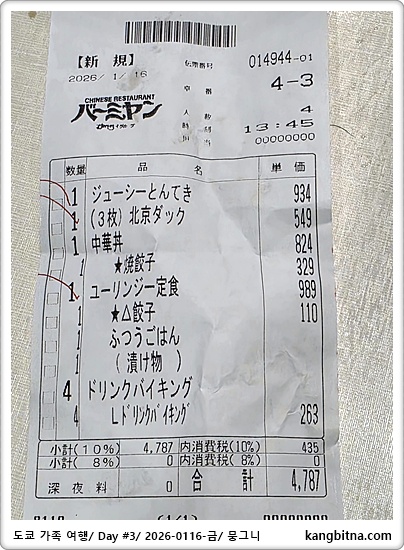 【新 規】
伝票番号 014944-01
2026/ 1/ 16
卓 番 4-3
CHINESE RESTAURANT
バーミヤン
人 数 4
時 刻 13:45
担 当 00000000
数量 品 名 単 価
1 ジューシーとんてき 934
1 (3枚) 北京ダック 549
1 中華丼 824
1 ★焼餃子 329
1 ユーリンジー定食 989
1 ★△餃子 110
1 ふつうごはん
1 ( 漬け物 )
4 ドリンクバイキング
4 Lドリンクバイキング 263
小計(10%) 4,787 内消費税(10%) 435
小計( 8%) 0 内消費税( 8%) 0
深 夜 料 0 合 計 4,787
도쿄 가족 여행/ Day #3/ 2026-0116-금/ 뭉그니 kangbitna.com